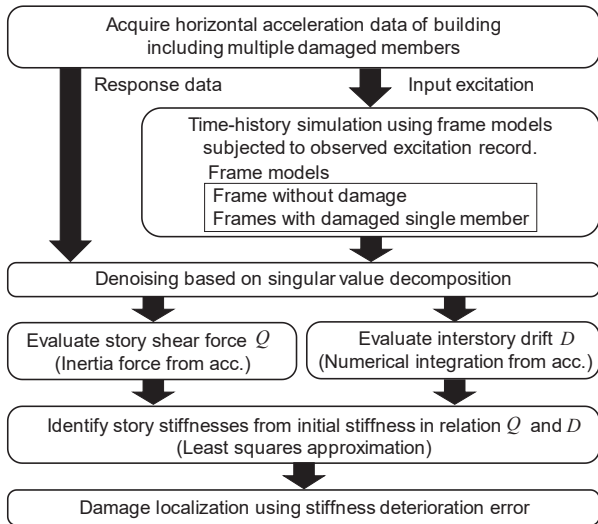 Acquire horizontal acceleration data of building
including multiple damaged members
Response data
Input excitation
Time-history simulation using frame models
subjected to observed excitation record.
Frame models
Frame without damage
Frames with damaged single member
Denoising based on singular value decomposition
Evaluate story shear force Q
(Inertia force from acc.)
Evaluate interstory drift D
(Numerical integration from acc.)
Identify story stiffnesses from initial stiffness in relation Q and D
(Least squares approximation)
Damage localization using stiffness deterioration error